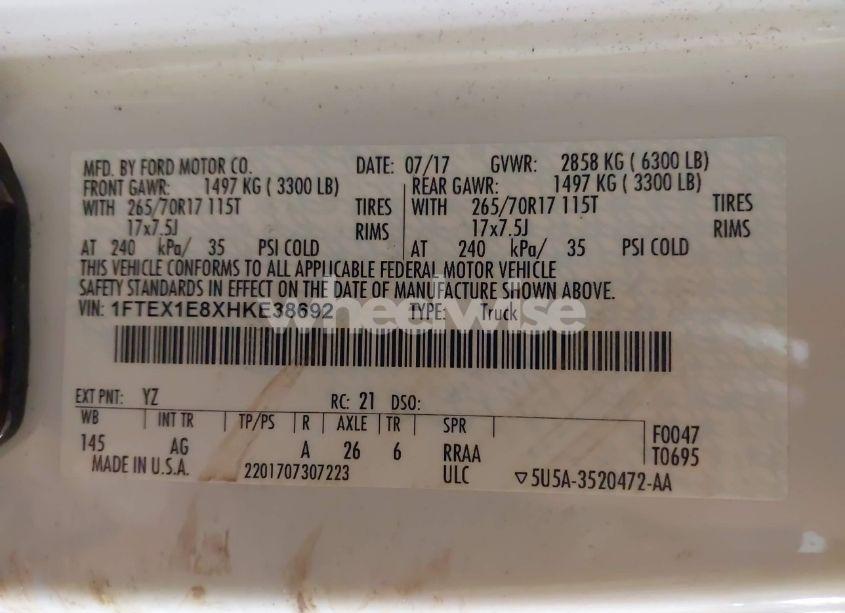 MFD. BY FORD MOTOR CO. DATE: 07/17 GVWR: 2858 KG ( 6300 LB)
FRONT GAWR: 1497 KG ( 3300 LB) REAR GAWR: 1497 KG ( 3300 LB)
WITH 265/70R17 115T TIRES WITH 265/70R17 115T TIRES
17x7.5J RIMS 17x7.5J RIMS
AT 240 kPa/ 35 PSI COLD AT 240 kPa/ 35 PSI COLD
THIS VEHICLE CONFORMS TO ALL APPLICABLE FEDERAL MOTOR VEHICLE
SAFETY STANDARDS IN EFFECT ON THE DATE OF MANUFACTURE SHOWN ABOVE.
VIN: 1FTEX1E8XHKE38692 TYPE: Truck
wheelwise
EXT PNT: YZ RC: 21 DSO:
WB INT TR TP/PS R AXLE TR SPR
145 AG A 26 6 RRAA F0047
MADE IN U.S.A. 2201707307223 ULC T0695
▽5U5A-3520472-AA